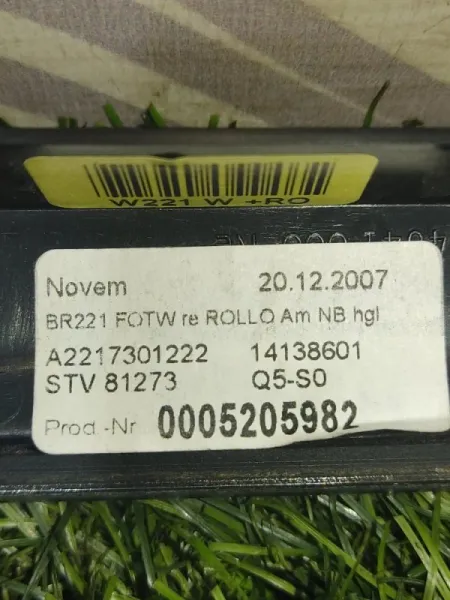 W221 W +RO
Novem 20.12.2007
BR221 FOTW re ROLLO Am NB hgl
A2217301222 14138601
STV 81273 Q5-S0
Prod.-Nr 0005205982